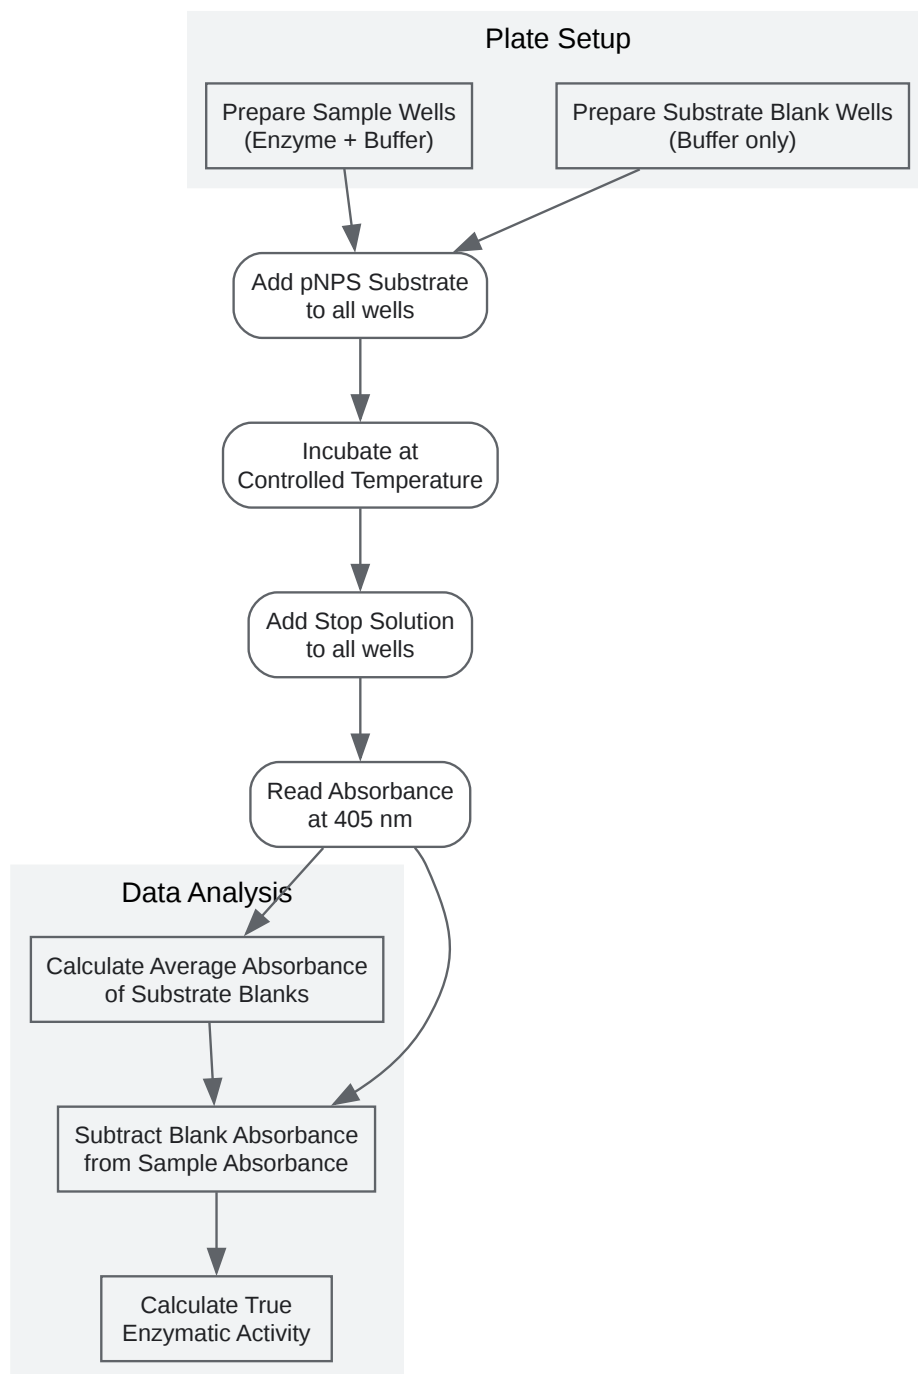 Plate Setup
Prepare Sample Wells
(Enzyme + Buffer)
Prepare Substrate Blank Wells
(Buffer only)
Add pNPS Substrate
to all wells
Incubate at
Controlled Temperature
Add Stop Solution
to all wells
Read Absorbance
at 405 nm
Data Analysis
Calculate Average Absorbance
of Substrate Blanks
Subtract Blank Absorbance
from Sample Absorbance
Calculate True
Enzymatic Activity